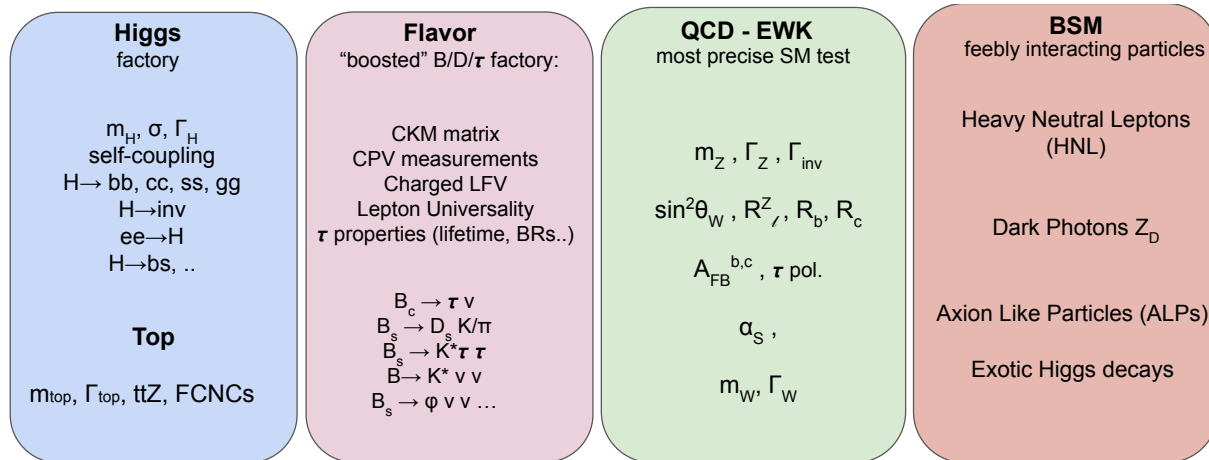 Higgs
factory
m_H, σ, Γ_H
self-coupling
H→ bb, cc, ss, gg
H→inv
ee→H
H→bs, ..
Top
m_top, Γ_top, ttZ, FCNCs
Flavor
“boosted” B/D/τ factory:
CKM matrix
CPV measurements
Charged LFV
Lepton Universality
τ properties (lifetime, BRs..)
B_c → τ ν
B_s → D_s K/π
B_s → K*τ τ
B→ K* ν ν
B_s → φ ν ν …
QCD - EWK
most precise SM test
m_Z , Γ_Z , Γ_inv
sin²θ_W , R^Z_ℓ, R_b, R_c
A_FB^b,c , τ pol.
α_S ,
m_W, Γ_W
BSM
feebly interacting particles
Heavy Neutral Leptons
(HNL)
Dark Photons Z_D
Axion Like Particles (ALPs)
Exotic Higgs decays